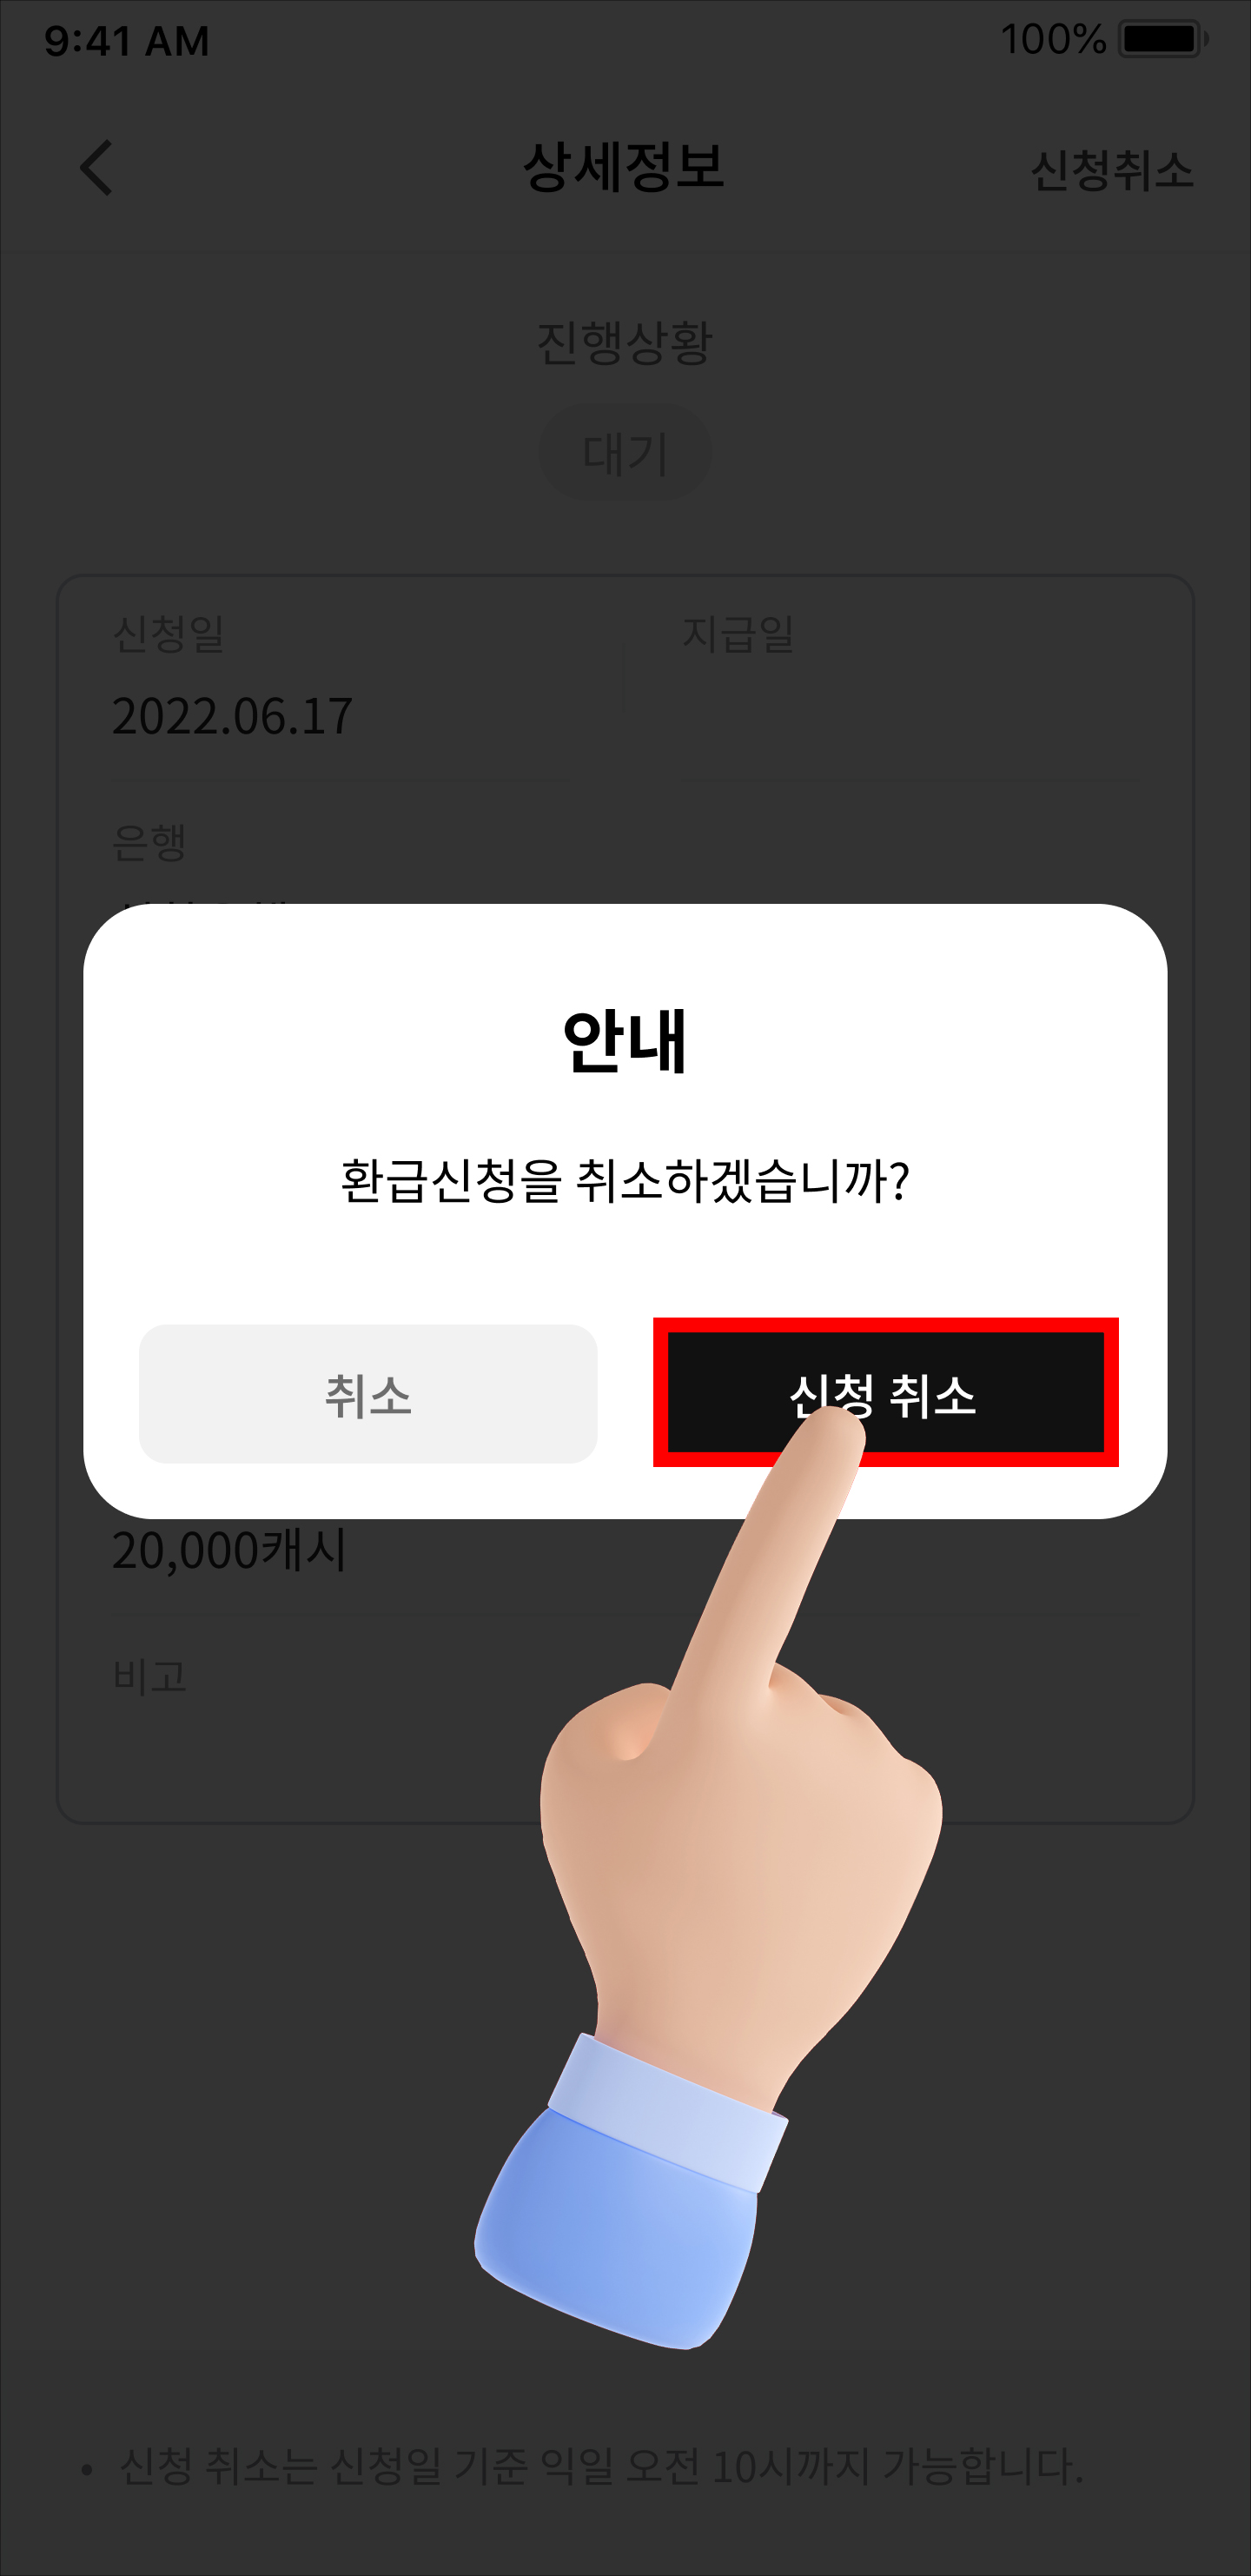 9:41 AM 100%
상세정보 신청취소
진행상황
대기
신청일 지급일
2022.06.17
은행
안내
환급신청을 취소하겠습니까?
취소 신청 취소
20,000캐시
비고
• 신청 취소는 신청일 기준 익일 오전 10시까지 가능합니다.